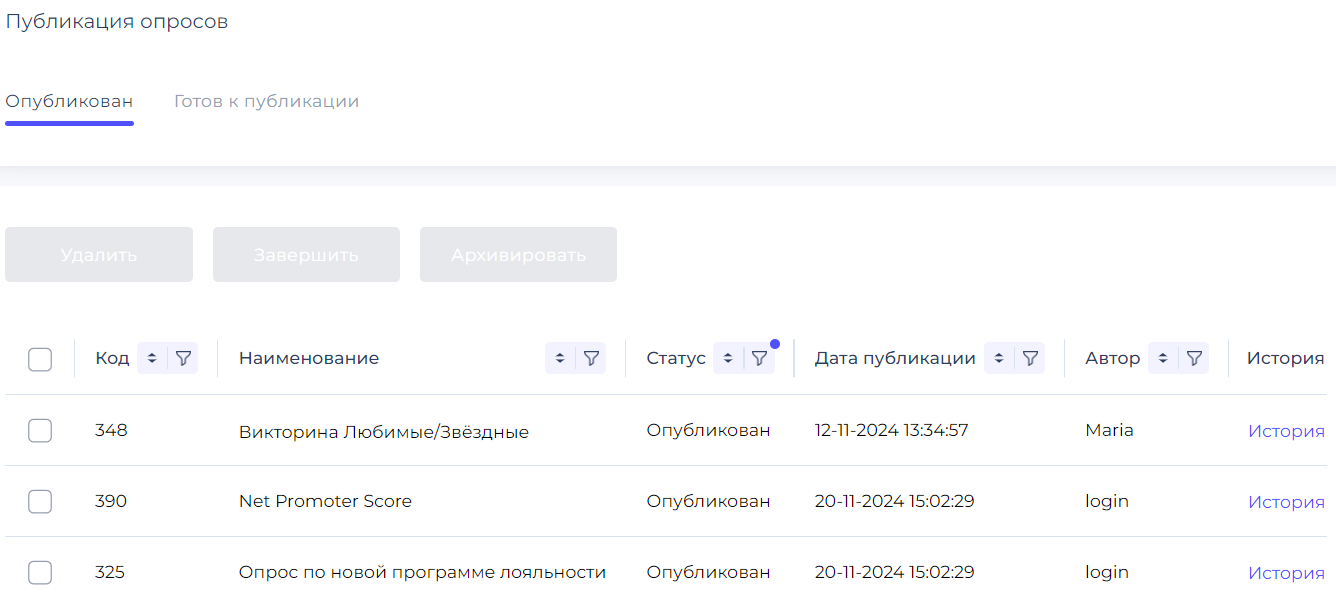 Публикация опросов
Опубликован Готов к публикации
Удалить Завершить Архивировать
Код Наименование Статус Дата публикации Автор История
348 Викторина Любимые/Звёздные Опубликован 12-11-2024 13:34:57 Maria История
390 Net Promoter Score Опубликован 20-11-2024 15:02:29 login История
325 Опрос по новой программе лояльности Опубликован 20-11-2024 15:02:29 login История